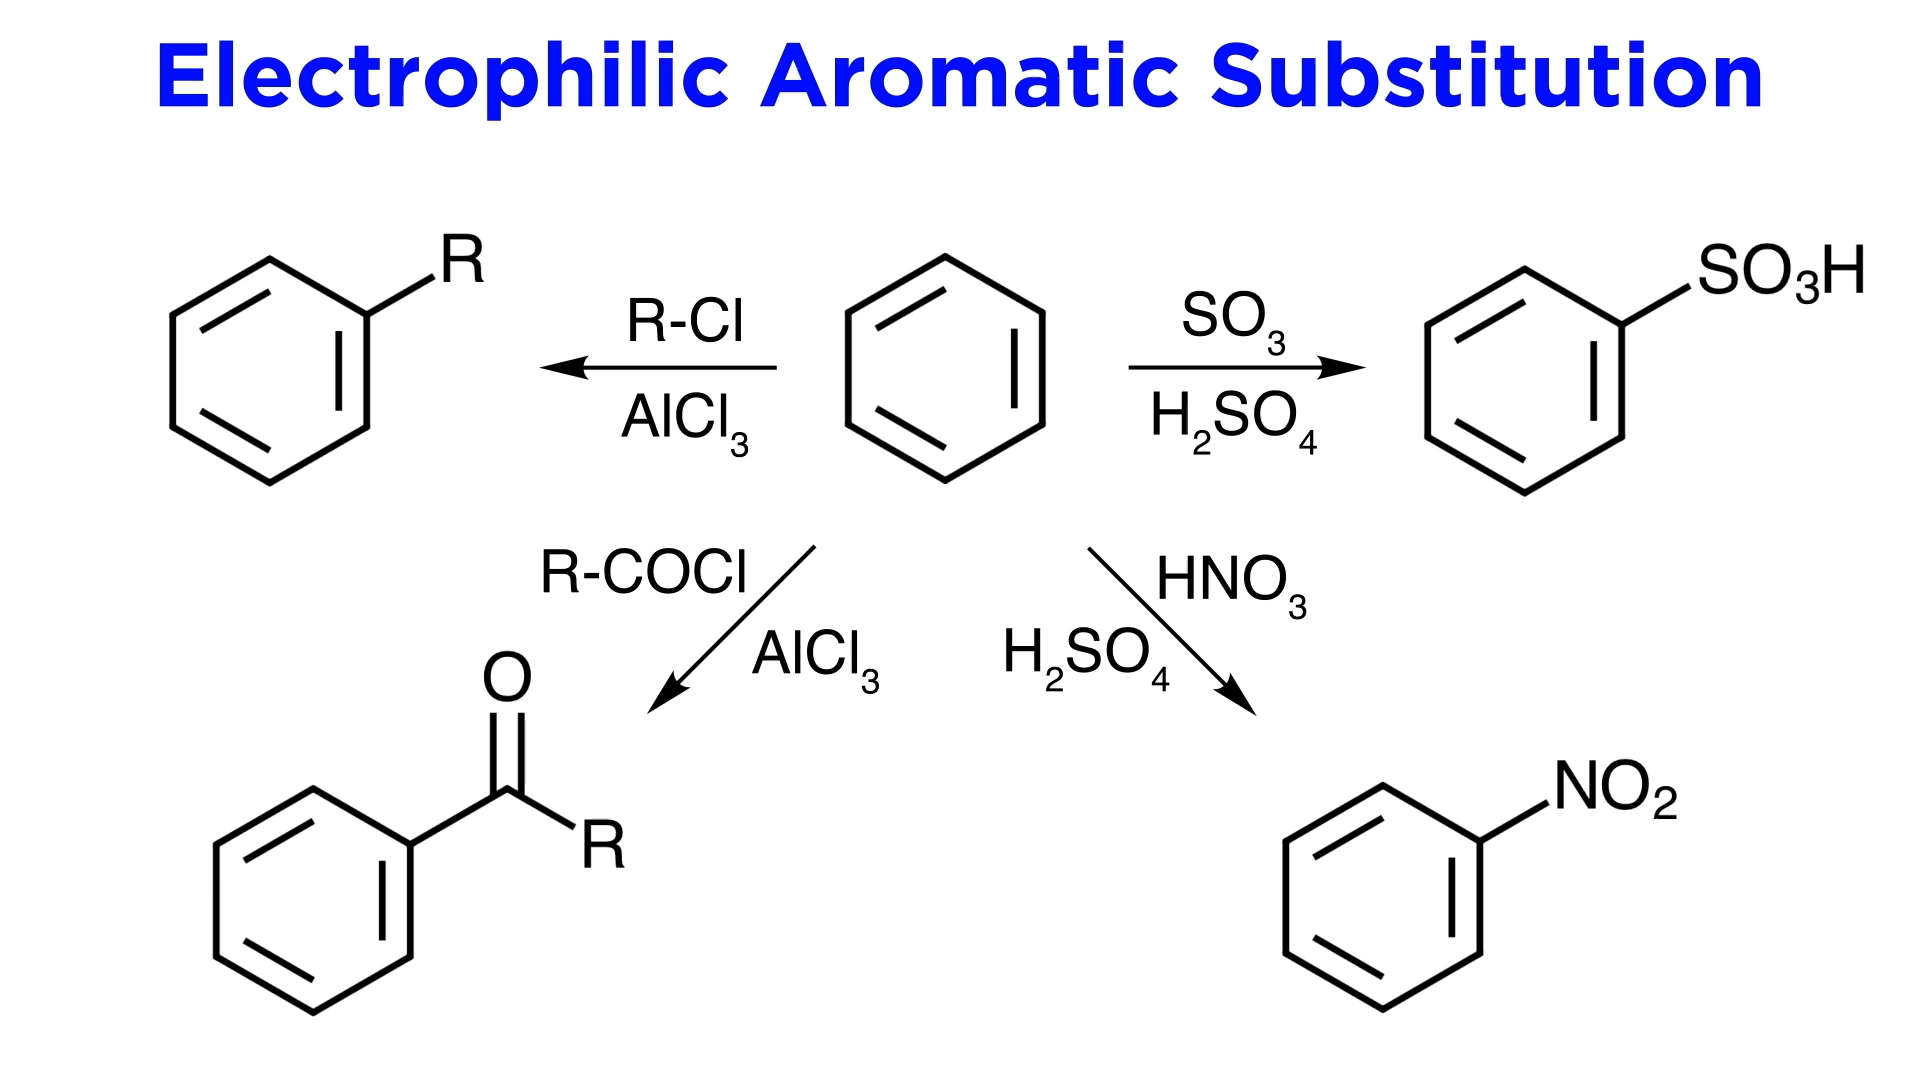 Electrophilic Aromatic Substitution
R
R-Cl
AlCl₃
SO₃
H₂SO₄
SO₃H
R-COCl
AlCl₃
HNO₃
H₂SO₄
O
R
NO₂